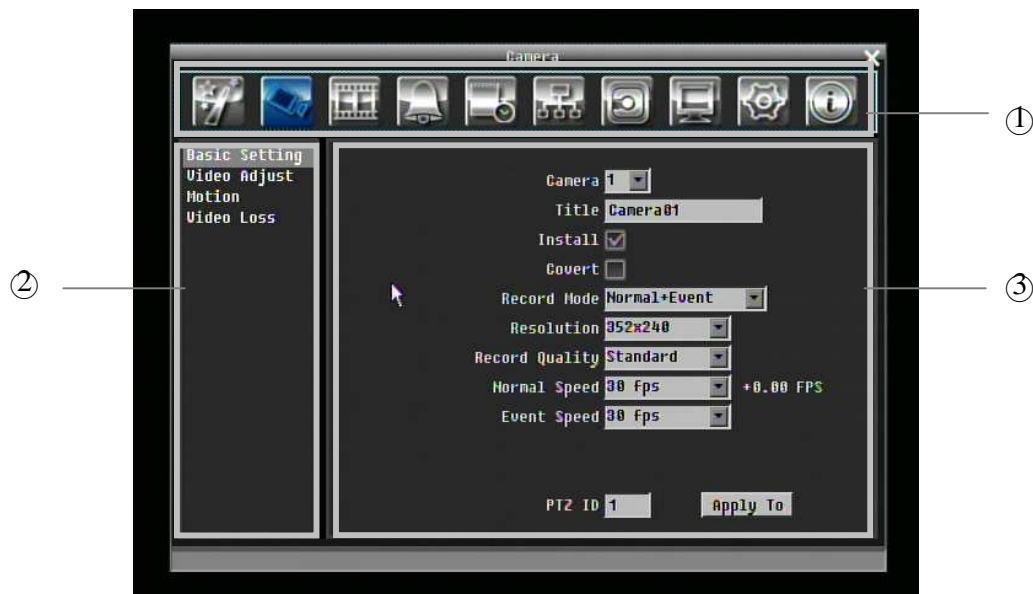 Camera
①
Basic Setting
Video Adjust
Motion
Video Loss
②
Camera 1
Title Camera01
Install
Covert
Record Mode Normal+Event
Resolution 352x240
Record Quality Standard
Normal Speed 30 fps +0.00 FPS
Event Speed 30 fps
PTZ ID 1 Apply To
③